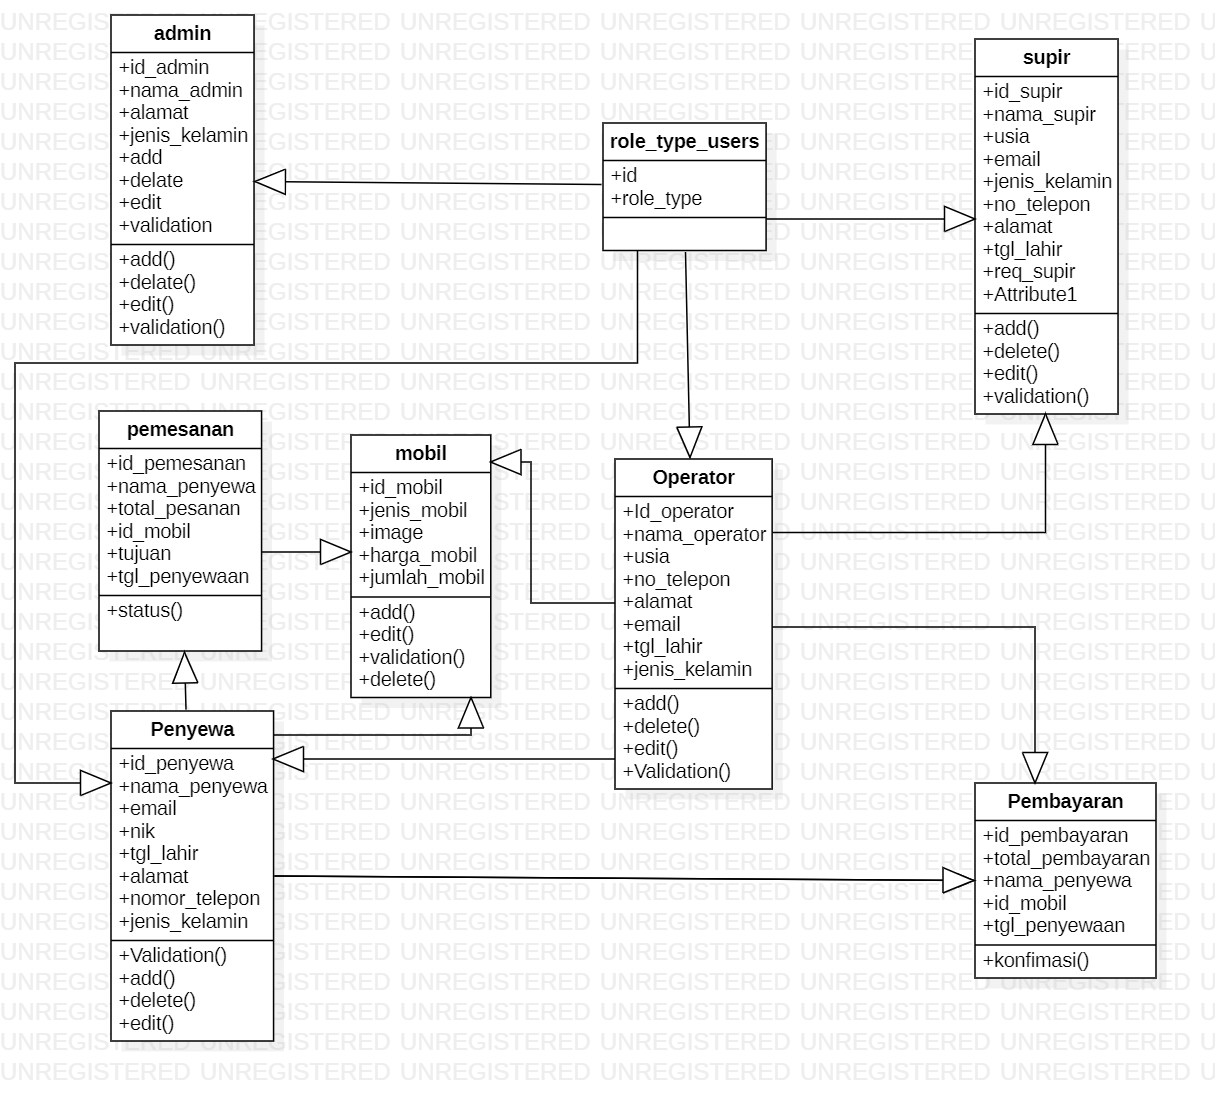 admin
+id_admin
+nama_admin
+alamat
+jenis_kelamin
+add
+delate
+edit
+validation
+add()
+delate()
+edit()
+validation()
role_type_users
+id
+role_type
supir
+id_supir
+nama_supir
+usia
+email
+jenis_kelamin
+no_telepon
+alamat
+tgl_lahir
+req_supir
+Attribute1
+add()
+delete()
+edit()
+validation()
pemesanan
+id_pemesanan
+nama_penyewa
+total_pesanan
+id_mobil
+tujuan
+tgl_penyewaan
+status()
mobil
+id_mobil
+jenis_mobil
+image
+harga_mobil
+jumlah_mobil
+add()
+edit()
+validation()
+delete()
Operator
+Id_operator
+nama_operator
+usia
+no_telepon
+alamat
+email
+tgl_lahir
+jenis_kelamin
+add()
+delete()
+edit()
+Validation()
Penyewa
+id_penyewa
+nama_penyewa
+email
+nik
+tgl_lahir
+alamat
+nomor_telepon
+jenis_kelamin
+Validation()
+add()
+delete()
+edit()
Pembayaran
+id_pembayaran
+total_pembayaran
+nama_penyewa
+id_mobil
+tgl_penyewaan
+konfimasi()
UNREGISTERED